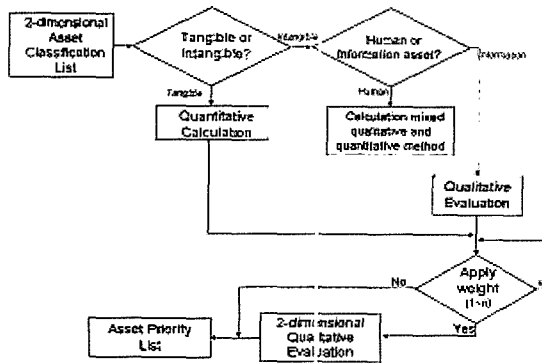 2-dimensional
Asset
Classification
List
Tangible or
Intangible?
Intangible
Human or
Information asset?
Information
Tangible
Human
Quantitative
Calculation
Calculation mixed
qualitative and
quantitative method
Qualitative
Evaluation
Apply
weight
(1~n)
No
Yes
2-dimensional
Qualitative
Evaluation
Asset Priority
List